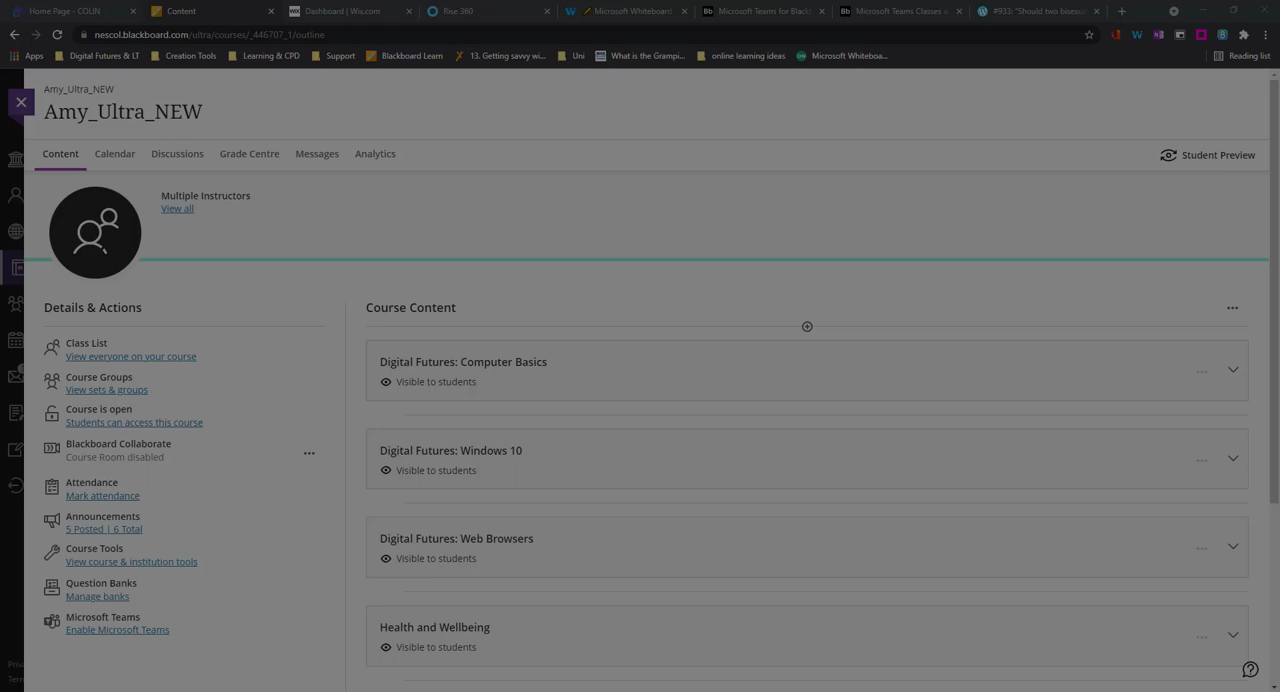 Home Page - COLIN
Content
Dashboard | Wix.com
Rise 360
Microsoft Whiteboard
Microsoft Teams for Black
Microsoft Teams Classes
#933: "Should two bisexu
nescol.blackboard.com/ultra/courses/_446707_1/outline
Apps
Digital Futures & LT
Creation Tools
Learning & CPD
Support
Blackboard Learn
13. Getting savvy wi...
Uni
What is the Grampi...
online learning ideas
Microsoft Whiteboa...
Reading list
Amy_Ultra_NEW
Amy_Ultra_NEW
Content
Calendar
Discussions
Grade Centre
Messages
Analytics
Student Preview
Multiple Instructors
View all
Details & Actions
Class List
View everyone on your course
Course Groups
View sets & groups
Course is open
Students can access this course
Blackboard Collaborate
Course Room disabled
Attendance
Mark attendance
Announcements
5 Posted | 6 Total
Course Tools
View course & institution tools
Question Banks
Manage banks
Microsoft Teams
Enable Microsoft Teams
Course Content
Digital Futures: Computer Basics
Visible to students
Digital Futures: Windows 10
Visible to students
Digital Futures: Web Browsers
Visible to students
Health and Wellbeing
Visible to students
Priva
Term